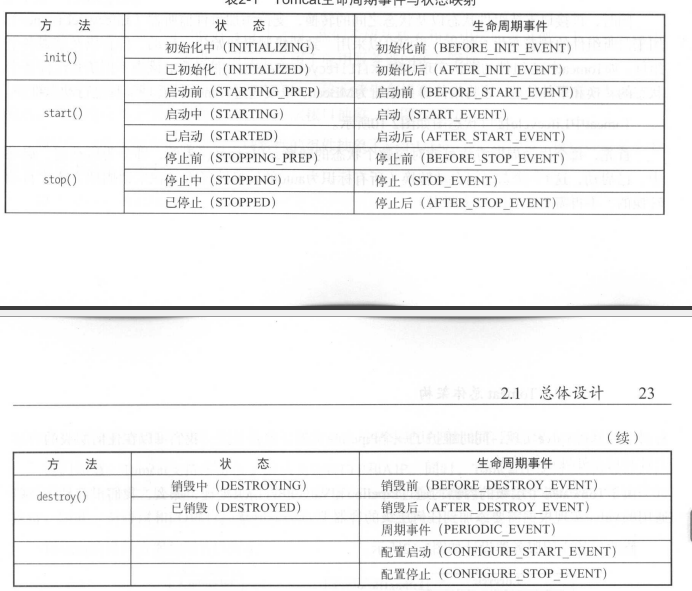 表2-1 Tomcat生命周期事件与状态映射
方 法 状 态 生命周期事件
init() 初始化中（INITIALIZING） 初始化前（BEFORE_INIT_EVENT）
已初始化（INITIALIZED） 初始化后（AFTER_INIT_EVENT）
start() 启动前（STARTING_PREP） 启动前（BEFORE_START_EVENT）
启动中（STARTING） 启动（START_EVENT）
已启动（STARTED） 启动后（AFTER_START_EVENT）
stop() 停止前（STOPPING_PREP） 停止前（BEFORE_STOP_EVENT）
停止中（STOPPING） 停止（STOP_EVENT）
已停止（STOPPED） 停止后（AFTER_STOP_EVENT）
2.1 总体设计 23
（续）
方 法 状 态 生命周期事件
destroy() 销毁中（DESTROYING） 销毁前（BEFORE_DESTROY_EVENT）
已销毁（DESTROYED） 销毁后（AFTER_DESTROY_EVENT）
周期事件（PERIODIC_EVENT）
配置启动（CONFIGURE_START_EVENT）
配置停止（CONFIGURE_STOP_EVENT）